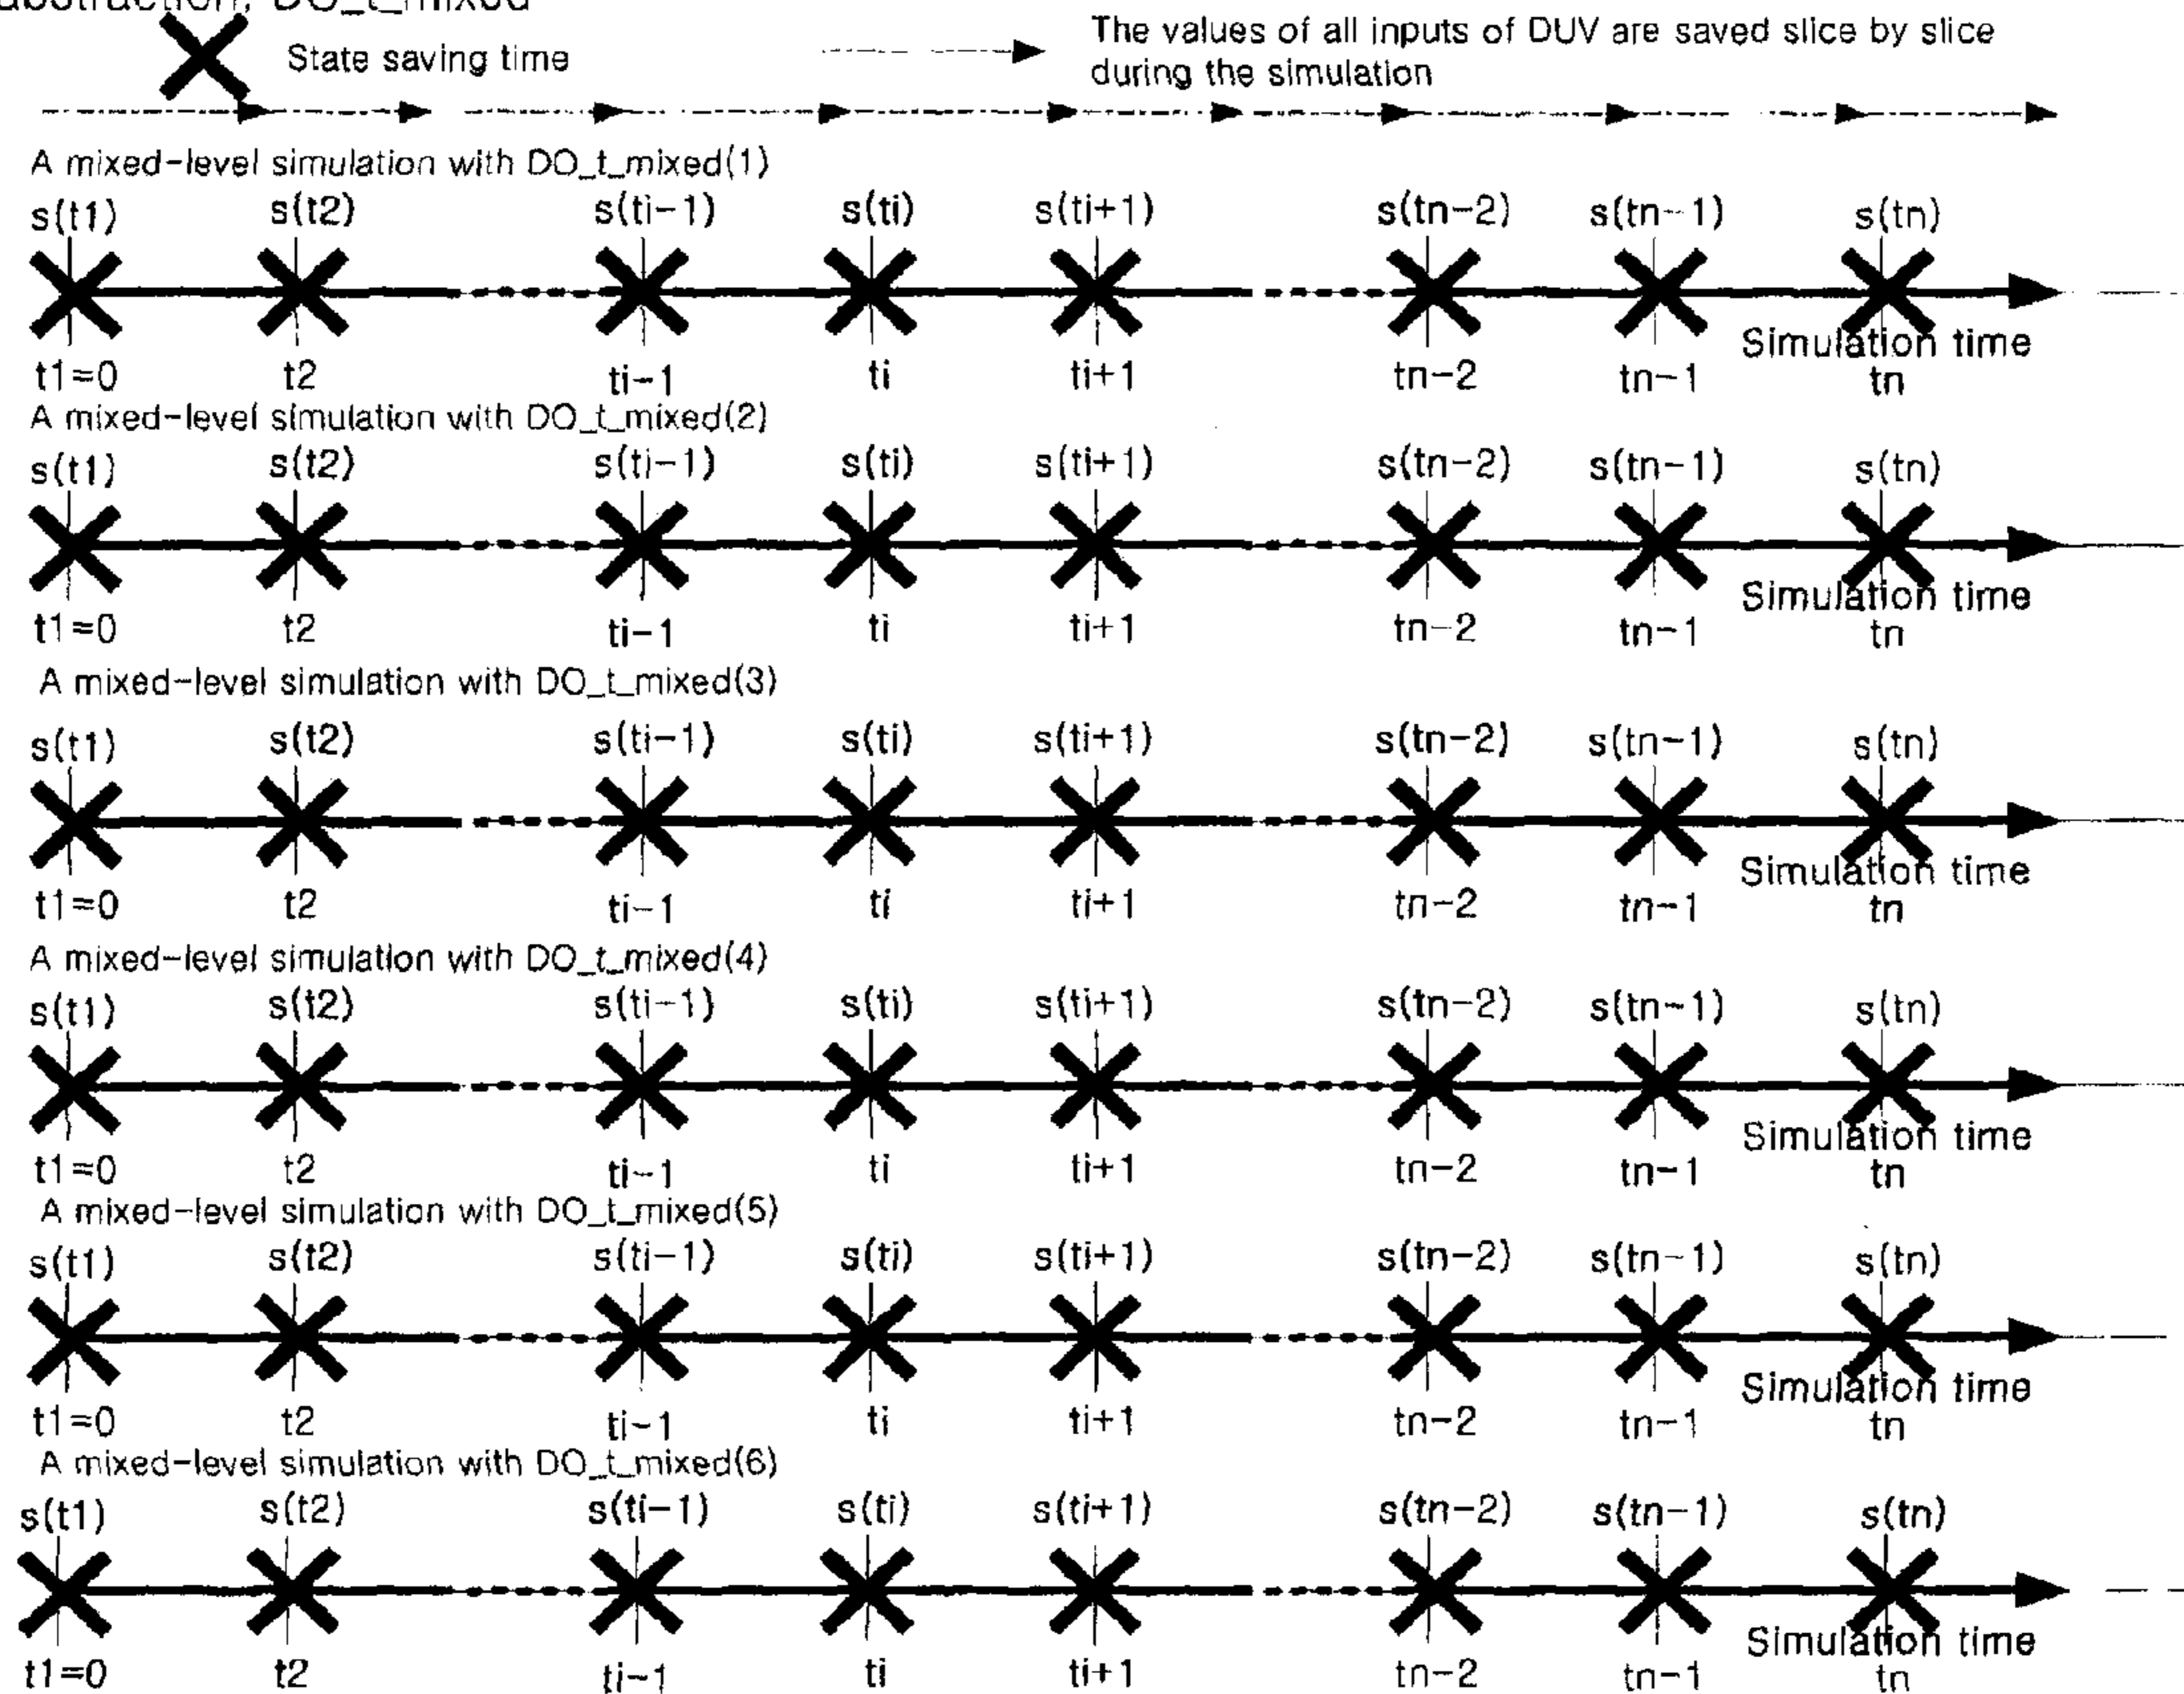 abstraction, DO_t_mixed
State saving time
The values of all inputs of DUV are saved slice by slice
during the simulation
A mixed-level simulation with DO_t_mixed(1)
s(t1) s(t2) s(ti-1) s(ti) s(ti+1) s(tn-2) s(tn-1) s(tn)
Simulation time
t1=0 t2 ti-1 ti ti+1 tn-2 tn-1 tn
A mixed-level simulation with DO_t_mixed(2)
s(t1) s(t2) s(ti-1) s(ti) s(ti+1) s(tn-2) s(tn-1) s(tn)
Simulation time
t1=0 t2 ti-1 ti ti+1 tn-2 tn-1 tn
A mixed-level simulation with DO_t_mixed(3)
s(t1) s(t2) s(ti-1) s(ti) s(ti+1) s(tn-2) s(tn-1) s(tn)
Simulation time
t1=0 t2 ti-1 ti ti+1 tn-2 tn-1 tn
A mixed-level simulation with DO_t_mixed(4)
s(t1) s(t2) s(ti-1) s(ti) s(ti+1) s(tn-2) s(tn-1) s(tn)
Simulation time
t1=0 t2 ti-1 ti ti+1 tn-2 tn-1 tn
A mixed-level simulation with DO_t_mixed(5)
s(t1) s(t2) s(ti-1) s(ti) s(ti+1) s(tn-2) s(tn-1) s(tn)
Simulation time
t1=0 t2 ti-1 ti ti+1 tn-2 tn-1 tn
A mixed-level simulation with DO_t_mixed(6)
s(t1) s(t2) s(ti-1) s(ti) s(ti+1) s(tn-2) s(tn-1) s(tn)
Simulation time
t1=0 t2 ti-1 ti ti+1 tn-2 tn-1 tn